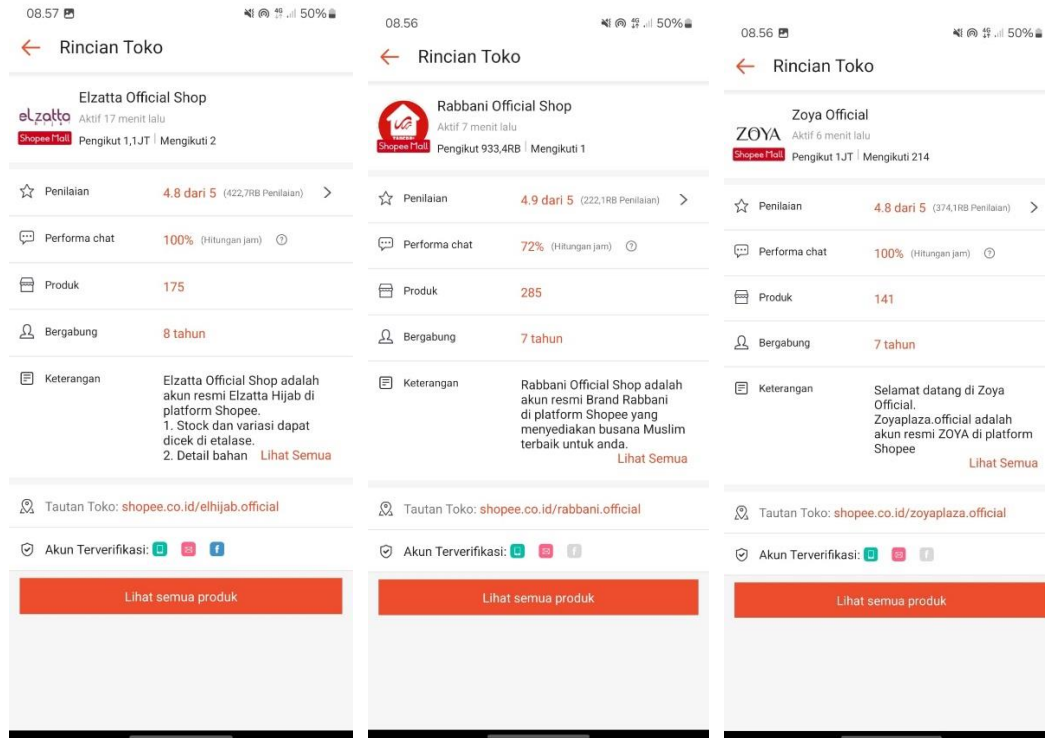 08.57
4G 50%
Rincian Toko
elzatta
Shopee Mall
Elzatta Official Shop
Aktif 17 menit lalu
Pengikut 1,1JT | Mengikuti 2
Penilaian 4.8 dari 5 (422,7RB Penilaian)
Performa chat 100% (Hitungan jam)
Produk 175
Bergabung 8 tahun
Keterangan Elzatta Official Shop adalah
akun resmi Elzatta Hijab di
platform Shopee.
1. Stock dan variasi dapat
dicek di etalase.
2. Detail bahan Lihat Semua
Tautan Toko: shopee.co.id/elhijab.official
Akun Terverifikasi:
Lihat semua produk
08.56
4G 50%
Rincian Toko
Shopee Mall
Rabbani Official Shop
Aktif 7 menit lalu
Pengikut 933,4RB | Mengikuti 1
Penilaian 4.9 dari 5 (222,1RB Penilaian)
Performa chat 72% (Hitungan jam)
Produk 285
Bergabung 7 tahun
Keterangan Rabbani Official Shop adalah
akun resmi Brand Rabbani
di platform Shopee yang
menyediakan busana Muslim
terbaik untuk anda.
Lihat Semua
Tautan Toko: shopee.co.id/rabbani.official
Akun Terverifikasi:
Lihat semua produk
08.56
4G 50%
Rincian Toko
ZOYA
Shopee Mall
Zoya Official
Aktif 6 menit lalu
Pengikut 1JT | Mengikuti 214
Penilaian 4.8 dari 5 (374,1RB Penilaian)
Performa chat 100% (Hitungan jam)
Produk 141
Bergabung 7 tahun
Keterangan Selamat datang di Zoya
Official.
Zoyaplaza.official adalah
akun resmi ZOYA di platform
Shopee
Lihat Semua
Tautan Toko: shopee.co.id/zoyaplaza.official
Akun Terverifikasi:
Lihat semua produk